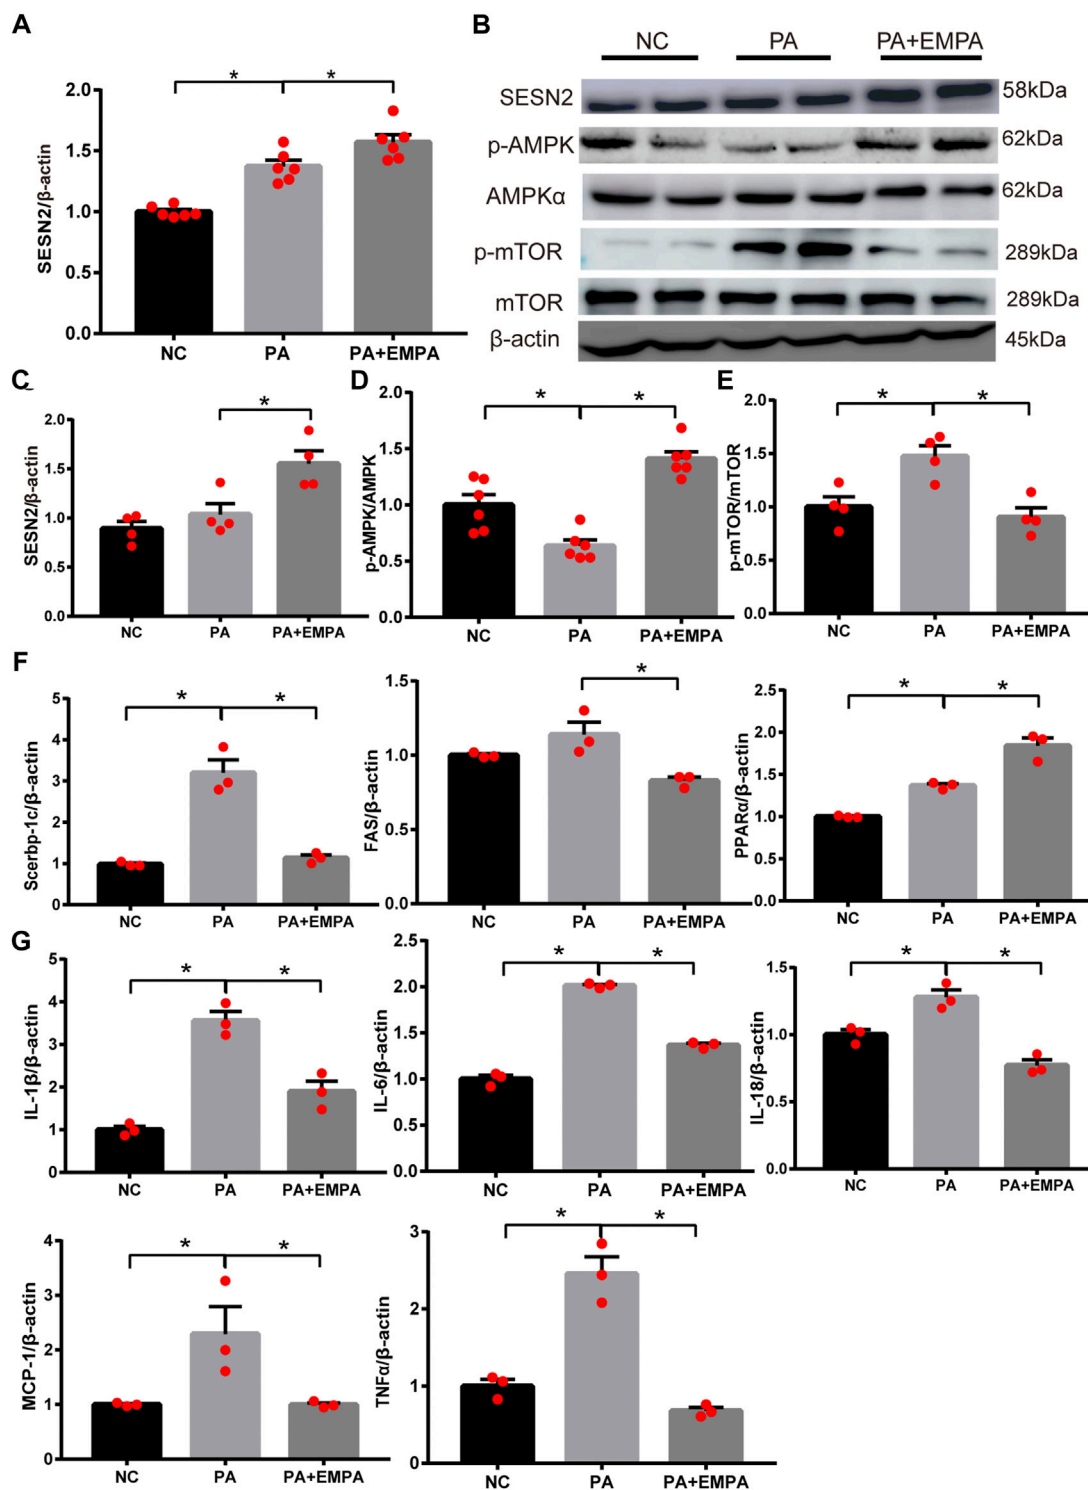 A
SESN2/β-actin
2.0
1.5
1.0
0.5
0.0
* *
NC PA PA+EMPA
B
NC PA PA+EMPA
SESN2 58kDa
p-AMPK 62kDa
AMPKα 62kDa
p-mTOR 289kDa
mTOR 289kDa
β-actin 45kDa
C
SESN2/β-actin
2.0
1.5
1.0
0.5
0.0
*
NC PA PA+EMPA
D
p-AMPK/AMPK
2.0
1.5
1.0
0.5
0.0
* *
NC PA PA+EMPA
E
p-mTOR/mTOR
2.0
1.5
1.0
0.5
0.0
* *
NC PA PA+EMPA
F
Scerbp-1c/β-actin
5
4
3
2
1
0
* *
NC PA PA+EMPA
FAS/β-actin
1.5
1.0
0.5
0.0
*
NC PA PA+EMPA
PPARα/β-actin
2.5
2.0
1.5
1.0
0.5
0.0
* *
NC PA PA+EMPA
G
IL-1β/β-actin
5
4
3
2
1
0
* *
NC PA PA+EMPA
IL-6/β-actin
2.5
2.0
1.5
1.0
0.5
0.0
* *
NC PA PA+EMPA
IL-18/β-actin
1.5
1.0
0.5
0.0
* *
NC PA PA+EMPA
MCP-1/β-actin
4
3
2
1
0
* *
NC PA PA+EMPA
TNFα/β-actin
3
2
1
0
* *
NC PA PA+EMPA